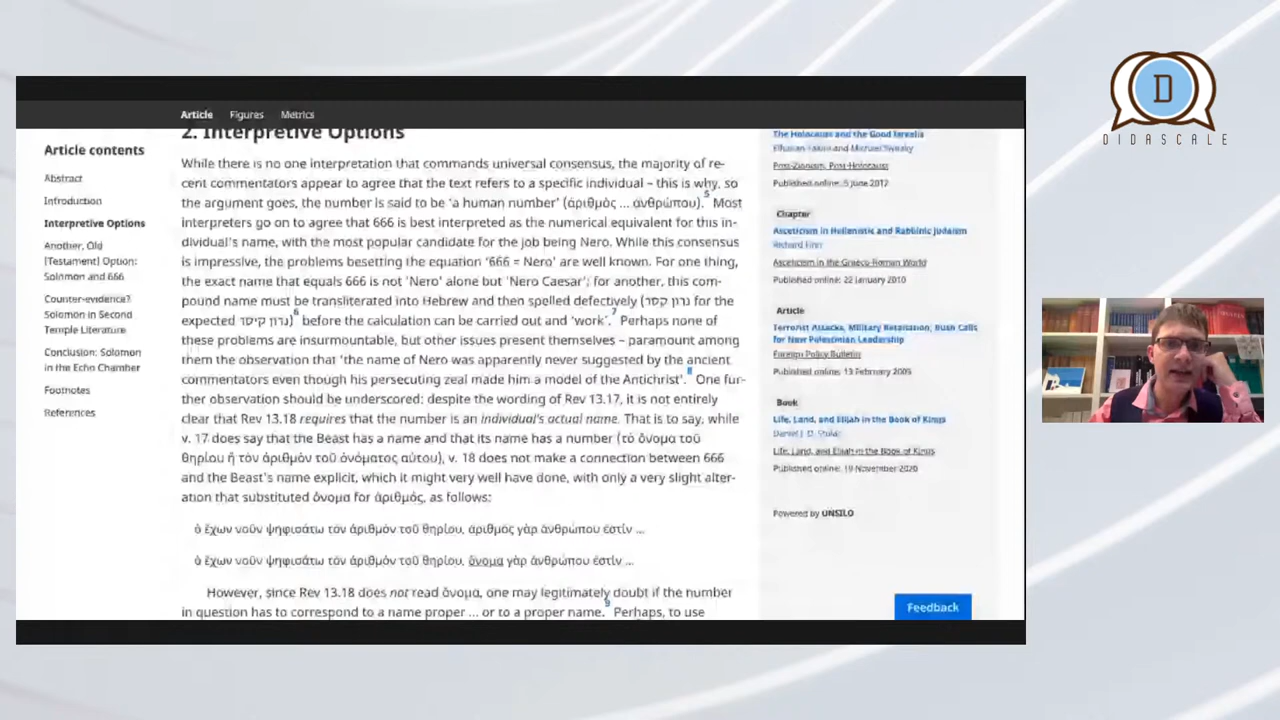 Article Figures Metrics
Article contents
Abstract
Introduction
Interpretive Options
Another, Old
[Testament] Option:
Solomon and 666
Counter-evidence?
Solomon in Second
Temple Literature
Conclusion: Solomon
in the Echo Chamber
Footnotes
References
2. Interpretive Options
While there is no one interpretation that commands universal consensus, the majority of re-
cent commentators appear to agree that the text refers to a specific individual – this is why, so
the argument goes, the number is said to be 'a human number' (ἀριθμὸς … ἀνθρώπου).5 Most
interpreters go on to agree that 666 is best interpreted as the numerical equivalent for this in-
dividual's name, with the most popular candidate for the job being Nero. While this consensus
is impressive, the problems besetting the equation '666 = Nero' are well known. For one thing,
the exact name that equals 666 is not 'Nero' alone but 'Nero Caesar'; for another, this com-
pound name must be transliterated into Hebrew and then spelled defectively (נרון קסר for the
expected נרון קיסר)6 before the calculation can be carried out and 'work'.7 Perhaps none of
these problems are insurmountable, but other issues present themselves – paramount among
them the observation that 'the name of Nero was apparently never suggested by the ancient
commentators even though his persecuting zeal made him a model of the Antichrist'.8 One fur-
ther observation should be underscored: despite the wording of Rev 13.17, it is not entirely
clear that Rev 13.18 requires that the number is an individual's actual name. That is to say, while
v. 17 does say that the Beast has a name and that its name has a number (τὸ ὄνομα τοῦ
θηρίου ἢ τὸν ἀριθμὸν τοῦ ὀνόματος αὐτοῦ), v. 18 does not make a connection between 666
and the Beast's name explicit, which it might very well have done, with only a very slight alter-
ation that substituted ὄνομα for ἀριθμός, as follows:
ὁ ἔχων νοῦν ψηφισάτω τὸν ἀριθμὸν τοῦ θηρίου, ἀριθμὸς γὰρ ἀνθρώπου ἐστίν …
ὁ ἔχων νοῦν ψηφισάτω τὸν ἀριθμὸν τοῦ θηρίου, ὄνομα γὰρ ἀνθρώπου ἐστίν …
However, since Rev 13.18 does not read ὄνομα, one may legitimately doubt if the number
in question has to correspond to a name proper … or to a proper name.9 Perhaps, to use
The Holocaust and the Good Israelis
and Michael
Post-Zionism, Post-Holocaust
Published online: 5 June 2012
Chapter
Asceticism in Hellenistic and Rabbinic Judaism
Richard Finn
Asceticism in the Graeco-Roman World
Published online: 22 January 2010
Article
Terrorist Attacks, Military Retaliation; Bush Calls
for New Palestinian Leadership
Foreign Policy Bulletin
Published online: 13 February 2009
Book
Life, Land, and Elijah in the Book of Kings
Daniel J. D. Stulac
Life, Land, and Elijah in the Book of Kings
Published online: 19 November 2020
Powered by UNSILO
Feedback
D
DIDASCALE